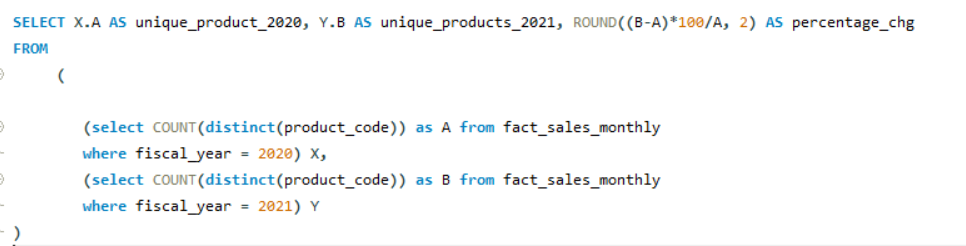 SELECT X.A AS unique_product_2020, Y.B AS unique_products_2021, ROUND((B-A)*100/A, 2) AS percentage_chg
FROM
(
(select COUNT(distinct(product_code)) as A from fact_sales_monthly
where fiscal_year = 2020) X,
(select COUNT(distinct(product_code)) as B from fact_sales_monthly
where fiscal_year = 2021) Y
)